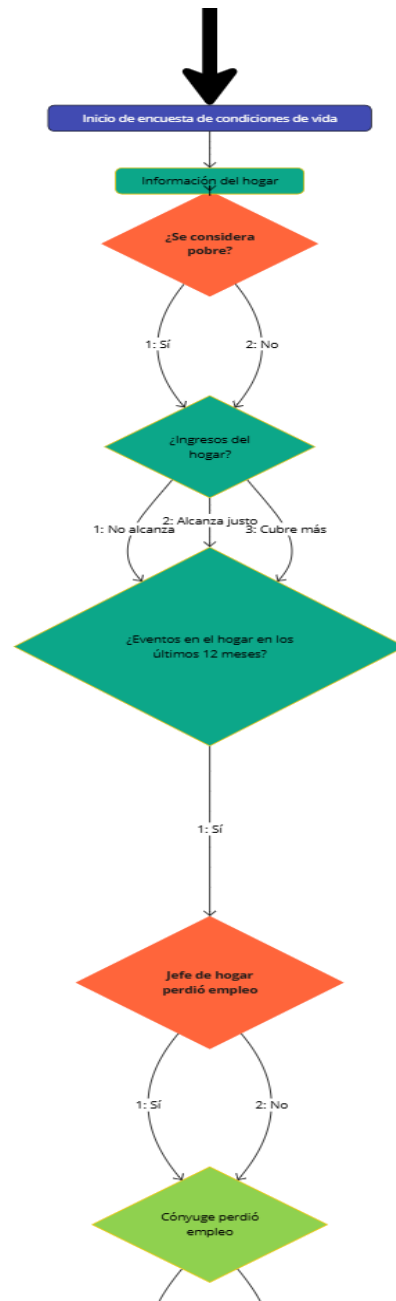 Inicio de encuesta de condiciones de vida
Información del hogar
¿Se considera
pobre?
1: Sí
2: No
¿Ingresos del
hogar?
1: No alcanza
2: Alcanza justo
3: Cubre más
¿Eventos en el hogar en los
últimos 12 meses?
1: Sí
Jefe de hogar
perdió empleo
1: Sí
2: No
Cónyuge perdió
empleo